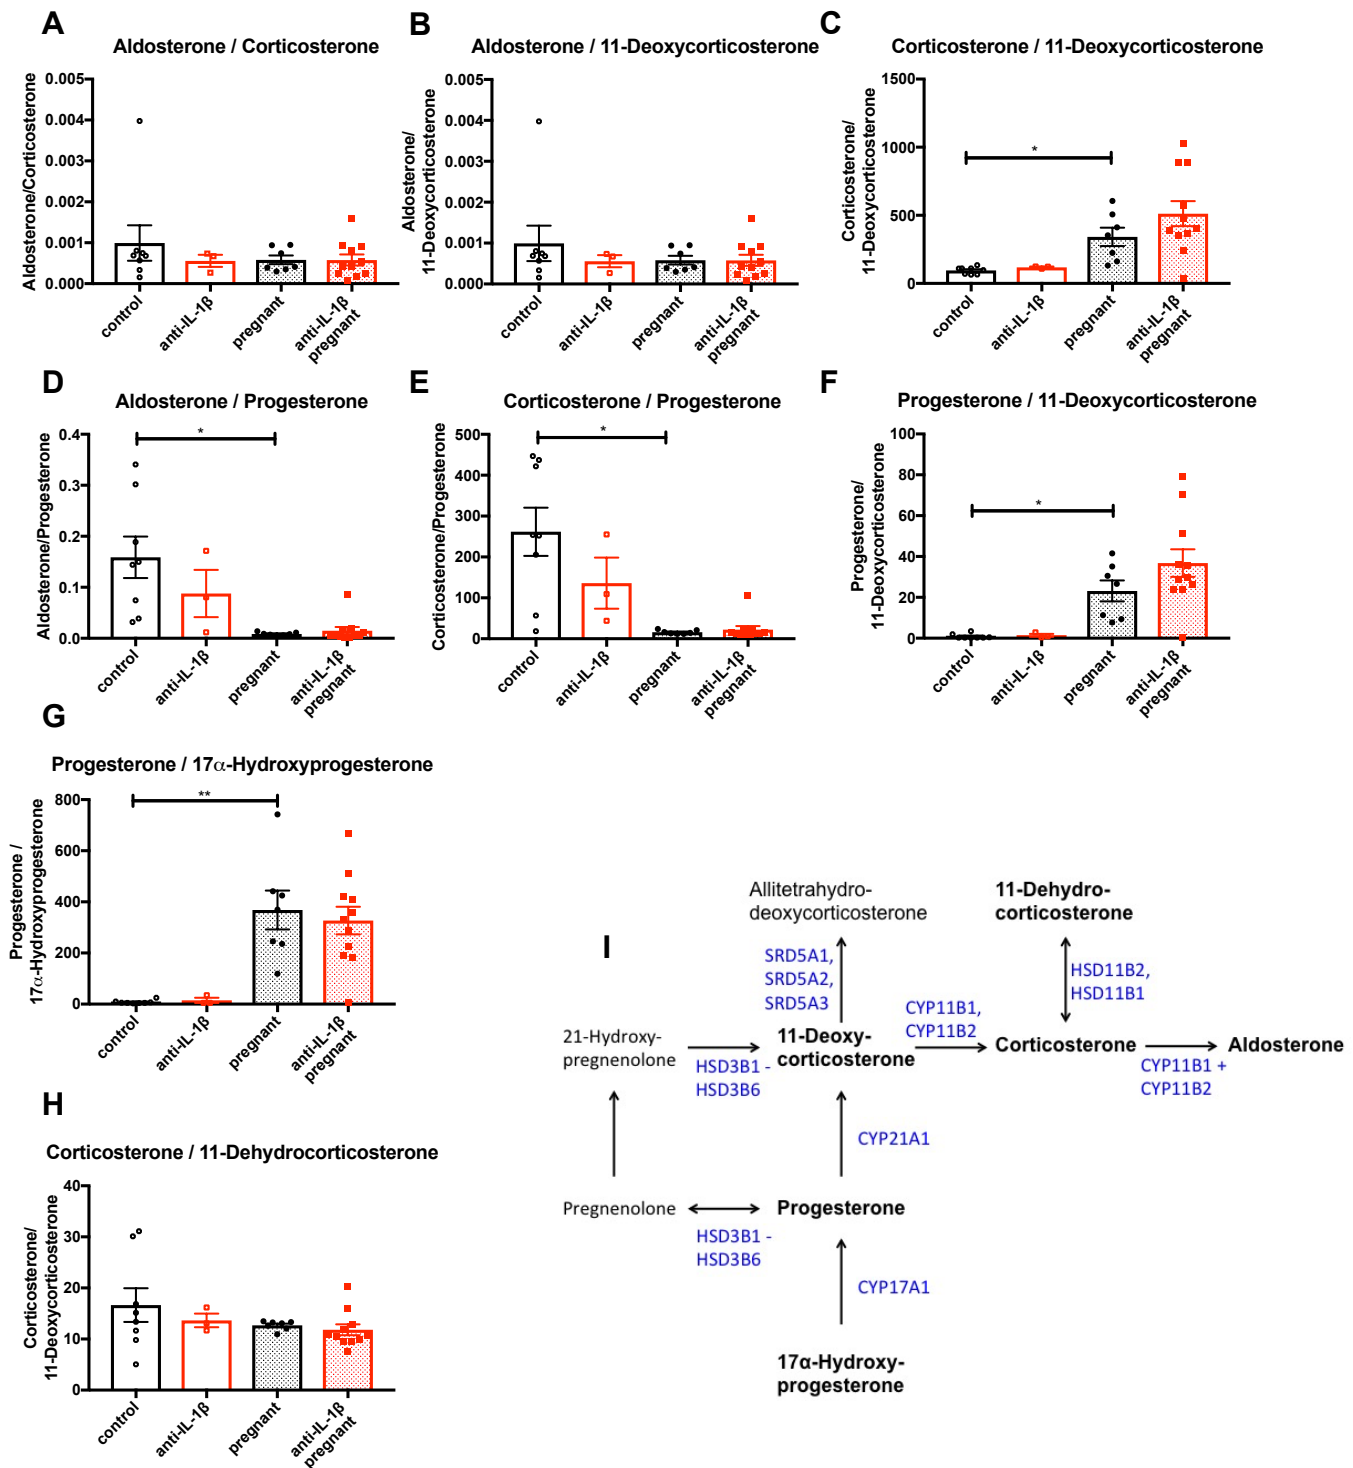 A
Aldosterone / Corticosterone
Aldosterone/Corticosterone
0.005
0.004
0.003
0.002
0.001
0.000
control
anti-IL-1β
pregnant
anti-IL-1β
pregnant
B
Aldosterone / 11-Deoxycorticosterone
Aldosterone/
11-Deoxycorticosterone
0.005
0.004
0.003
0.002
0.001
0.000
control
anti-IL-1β
pregnant
anti-IL-1β
pregnant
C
Corticosterone / 11-Deoxycorticosterone
Corticosterone/
11-Deoxycorticosterone
1500
1000
500
0
*
control
anti-IL-1β
pregnant
anti-IL-1β
pregnant
D
Aldosterone / Progesterone
Aldosterone/Progesterone
0.4
0.3
0.2
0.1
0.0
*
control
anti-IL-1β
pregnant
anti-IL-1β
pregnant
E
Corticosterone / Progesterone
Corticosterone/Progesterone
500
400
300
200
100
0
*
control
anti-IL-1β
pregnant
anti-IL-1β
pregnant
F
Progesterone / 11-Deoxycorticosterone
Progesterone/
11-Deoxycorticosterone
100
80
60
40
20
0
*
control
anti-IL-1β
pregnant
anti-IL-1β
pregnant
G
Progesterone / 17α-Hydroxyprogesterone
Progesterone /
17α-Hydroxyprogesterone
800
600
400
200
0
**
control
anti-IL-1β
pregnant
anti-IL-1β
pregnant
H
Corticosterone / 11-Dehydrocorticosterone
Corticosterone/
11-Deoxycorticosterone
40
30
20
10
0
control
anti-IL-1β
pregnant
anti-IL-1β
pregnant
I
Allitetrahydro-
deoxycorticosterone
11-Dehydro-
corticosterone
SRD5A1,
SRD5A2,
SRD5A3
HSD11B2,
HSD11B1
CYP11B1,
CYP11B2
21-Hydroxy-
pregnenolone
11-Deoxy-
corticosterone
Corticosterone
Aldosterone
HSD3B1 -
HSD3B6
CYP11B1 +
CYP11B2
CYP21A1
Pregnenolone
Progesterone
HSD3B1 -
HSD3B6
CYP17A1
17α-Hydroxy-
progesterone